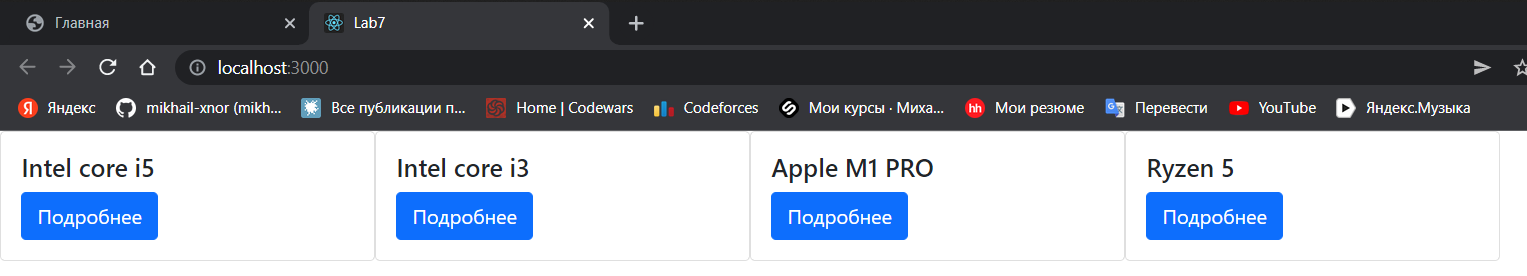 Главная
Lab7
localhost:3000
Яндекс
mikhail-xnor (mikh...
Все публикации п...
Home | Codewars
Codeforces
Мои курсы · Миха...
hh
Мои резюме
Перевести
YouTube
Яндекс.Музыка
Intel core i5
Intel core i3
Apple M1 PRO
Ryzen 5
Подробнее
Подробнее
Подробнее
Подробнее